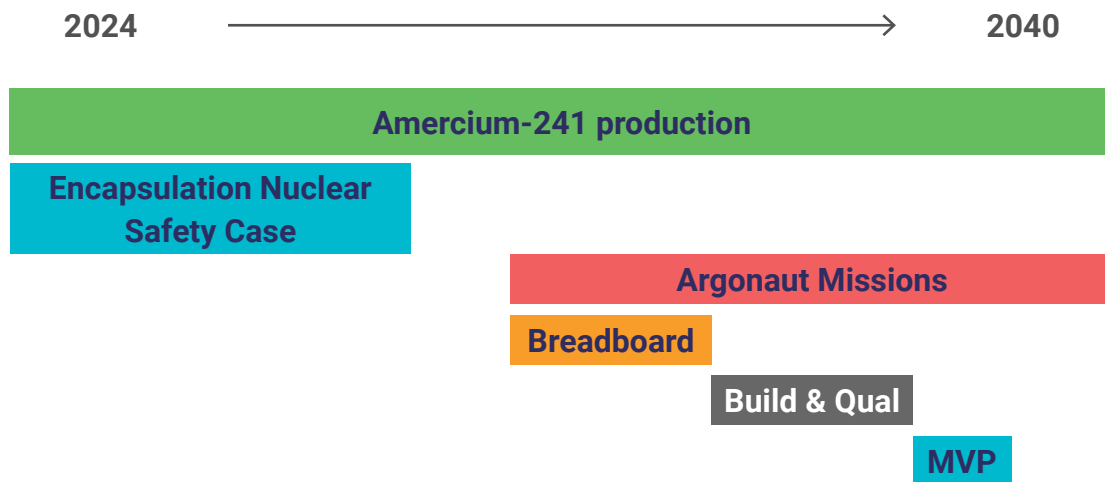 2024
2040
Amercium-241 production
Encapsulation Nuclear
Safety Case
Argonaut Missions
Breadboard
Build & Qual
MVP